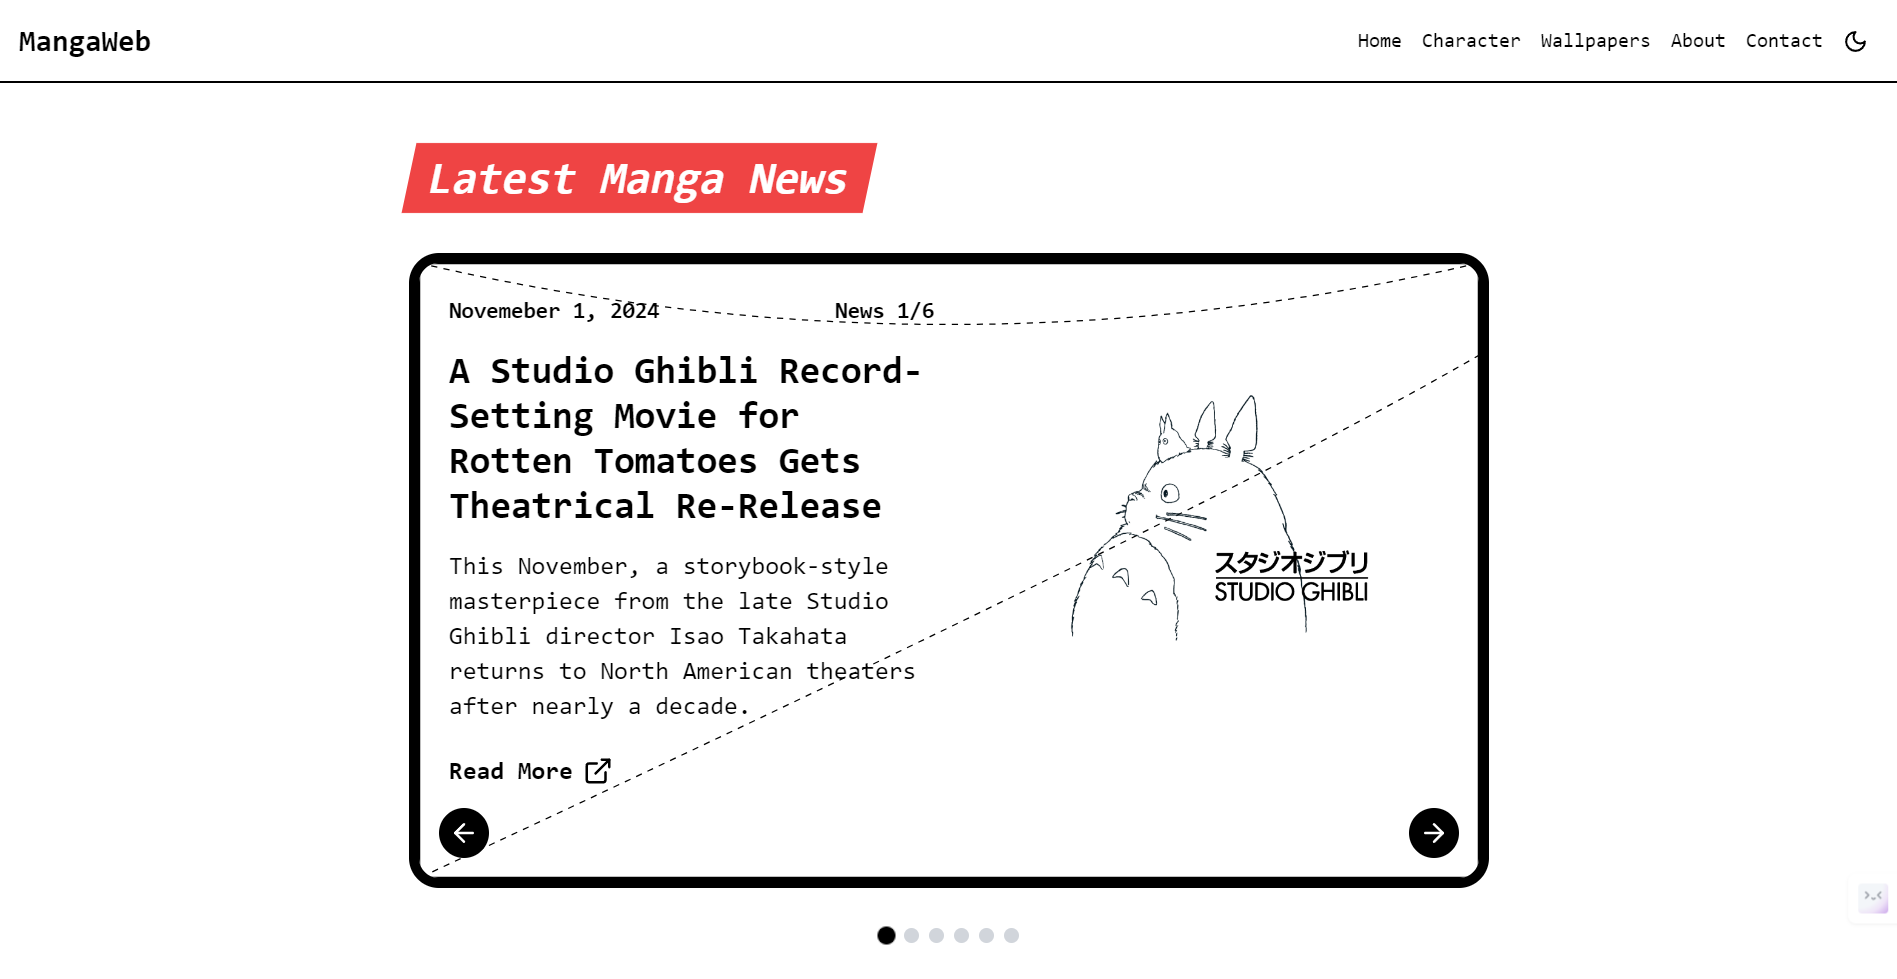 MangaWeb
Home Character Wallpapers About Contact
Latest Manga News
Novemeber 1, 2024 News 1/6
A Studio Ghibli Record-
Setting Movie for
Rotten Tomatoes Gets
Theatrical Re-Release
This November, a storybook-style
masterpiece from the late Studio
Ghibli director Isao Takahata
returns to North American theaters
after nearly a decade.
Read More
スタジオジブリ
STUDIO GHIBLI